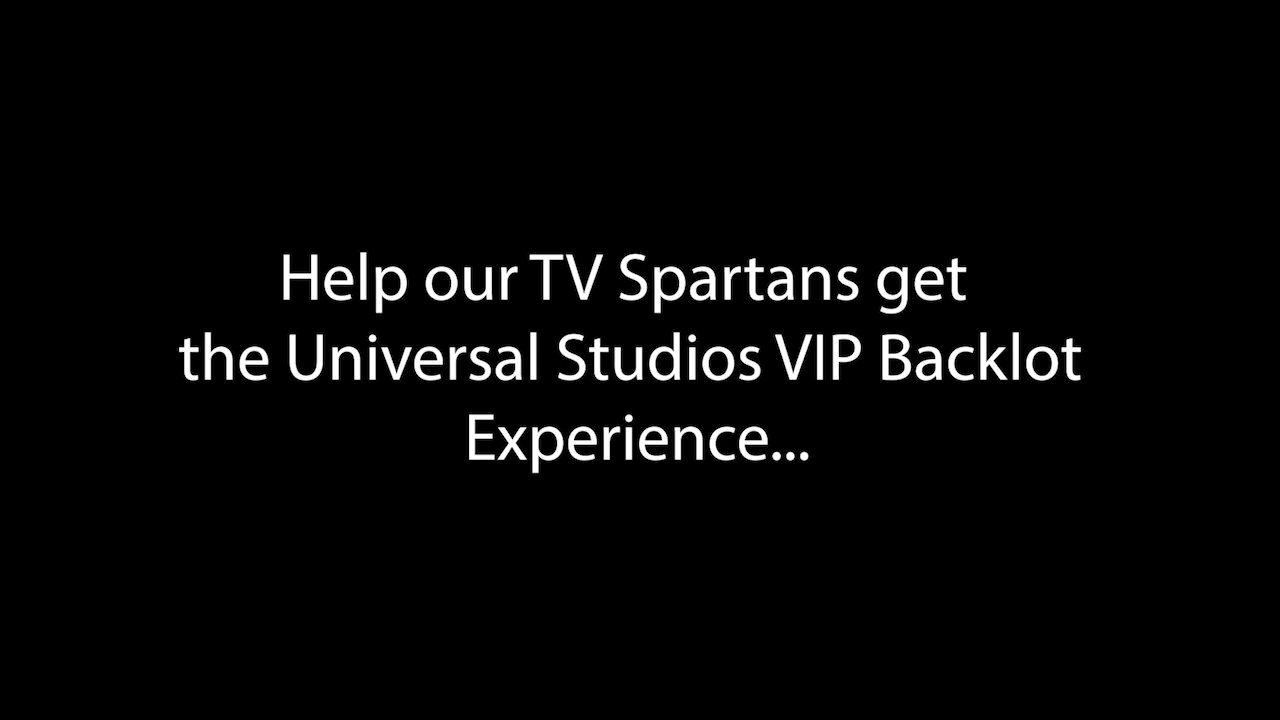 Help our TV Spartans get
the Universal Studios VIP Backlot
Experience...